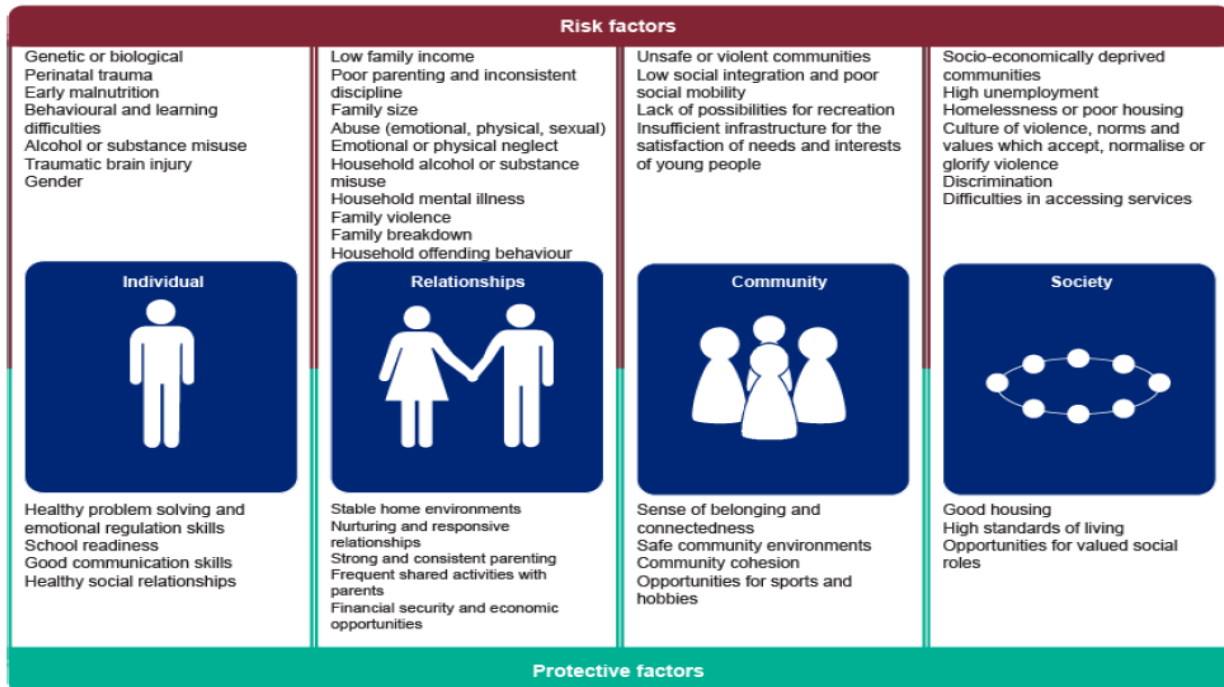 Risk factors
Genetic or biological
Perinatal trauma
Early malnutrition
Behavioural and learning
difficulties
Alcohol or substance misuse
Traumatic brain injury
Gender
Low family income
Poor parenting and inconsistent
discipline
Family size
Abuse (emotional, physical, sexual)
Emotional or physical neglect
Household alcohol or substance
misuse
Household mental illness
Family violence
Family breakdown
Household offending behaviour
Unsafe or violent communities
Low social integration and poor
social mobility
Lack of possibilities for recreation
Insufficient infrastructure for the
satisfaction of needs and interests
of young people
Socio-economically deprived
communities
High unemployment
Homelessness or poor housing
Culture of violence, norms and
values which accept, normalise or
glorify violence
Discrimination
Difficulties in accessing services
Individual
Relationships
Community
Society
Healthy problem solving and
emotional regulation skills
School readiness
Good communication skills
Healthy social relationships
Stable home environments
Nurturing and responsive
relationships
Strong and consistent parenting
Frequent shared activities with
parents
Financial security and economic
opportunities
Sense of belonging and
connectedness
Safe community environments
Community cohesion
Opportunities for sports and
hobbies
Good housing
High standards of living
Opportunities for valued social
roles
Protective factors